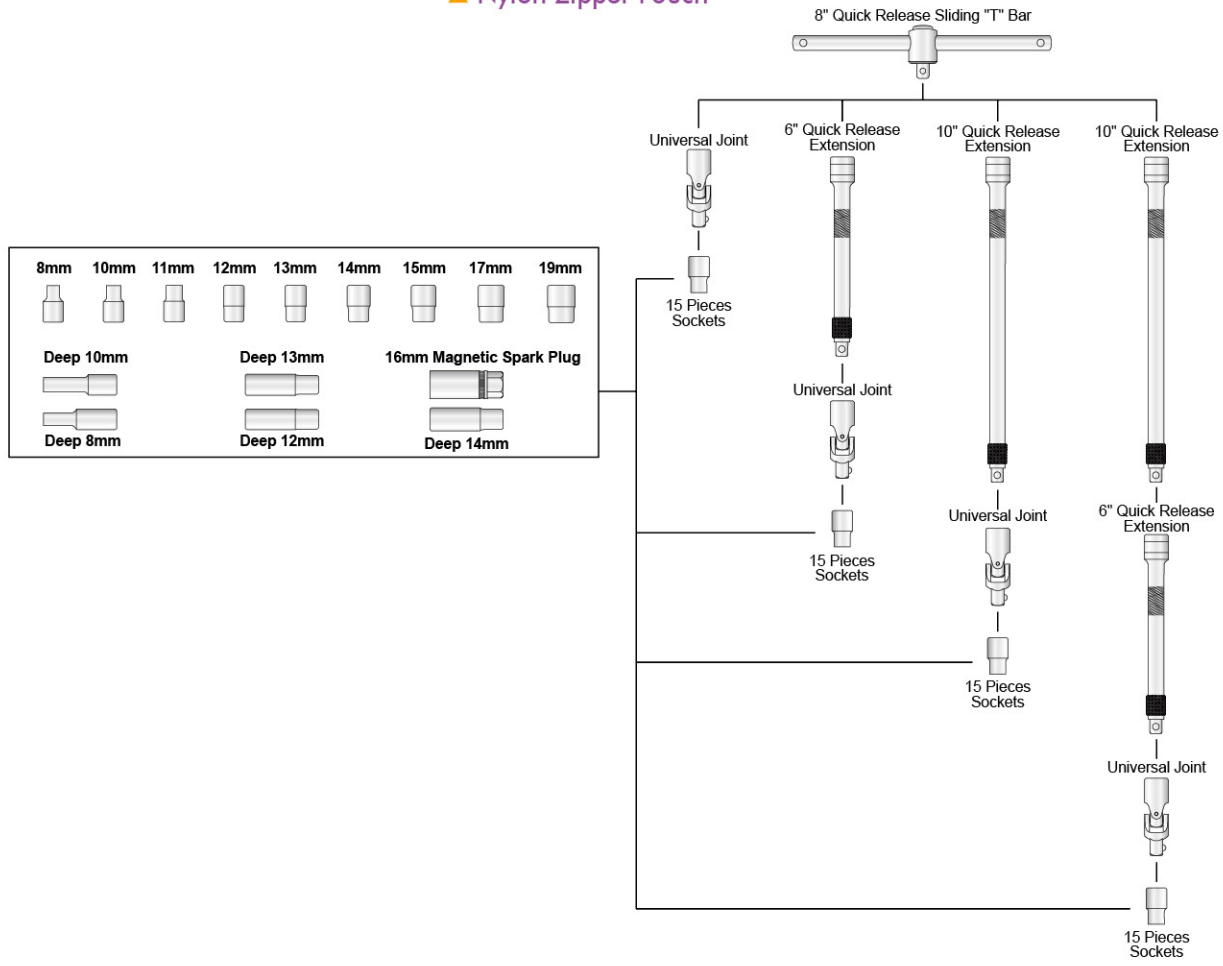 Nylon Zipper Pouch
8" Quick Release Sliding "T" Bar
Universal Joint
6" Quick Release
Extension
10" Quick Release
Extension
10" Quick Release
Extension
8mm 10mm 11mm 12mm 13mm 14mm 15mm 17mm 19mm
15 Pieces
Sockets
Deep 10mm Deep 13mm 16mm Magnetic Spark Plug
Deep 8mm Deep 12mm Deep 14mm
Universal Joint
15 Pieces
Sockets
Universal Joint
15 Pieces
Sockets
6" Quick Release
Extension
Universal Joint
15 Pieces
Sockets